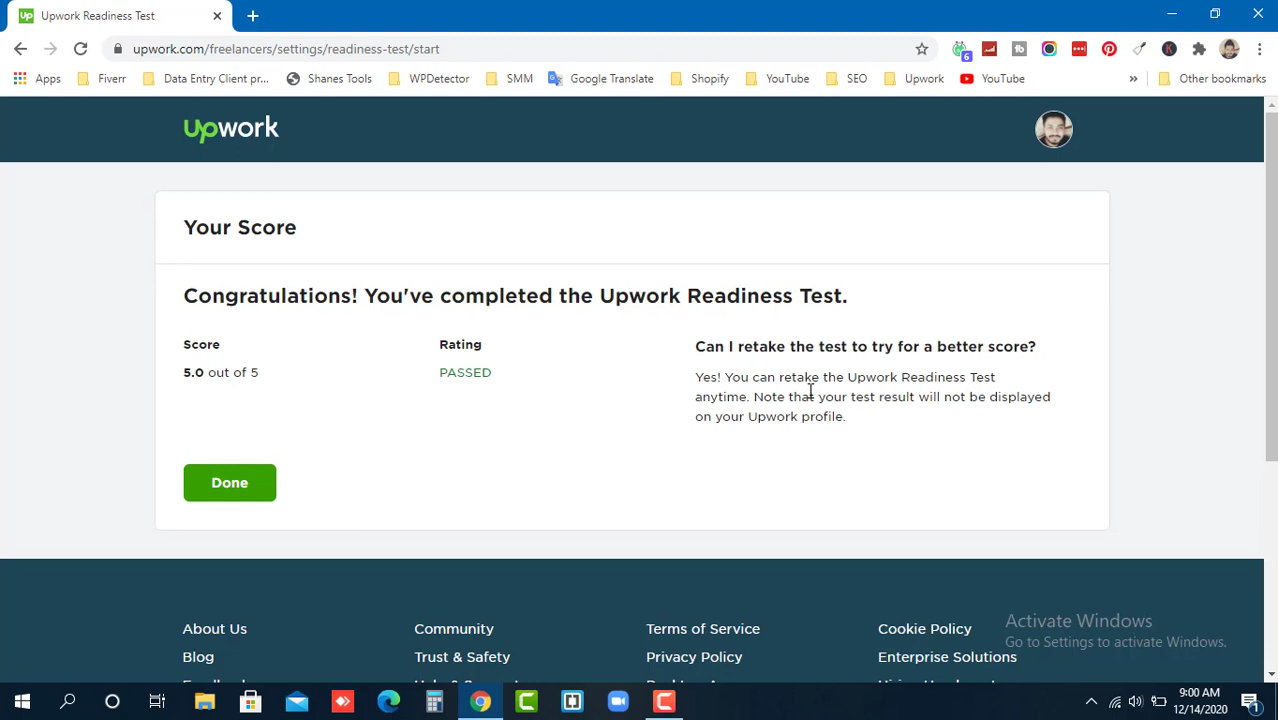 Upwork Readiness Test
upwork.com/freelancers/settings/readiness-test/start
6
Apps Fiverr Data Entry Client pr... Shanes Tools WPDetector SMM Google Translate Shopify YouTube SEO Upwork YouTube » Other bookmarks
Upwork
Your Score
Congratulations! You've completed the Upwork Readiness Test.
Score
5.0 out of 5
Rating
PASSED
Can I retake the test to try for a better score?
Yes! You can retake the Upwork Readiness Test
anytime. Note that your test result will not be displayed
on your Upwork profile.
Done
About Us Community Terms of Service Cookie Policy
Blog Trust & Safety Privacy Policy Enterprise Solutions
Activate Windows
Go to Settings to activate Windows.
9:00 AM
12/14/2020
1